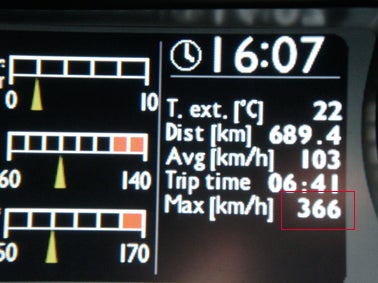 16:07
0 10
60 140
50 170
T. ext. [°C] 22
Dist [km] 689.4
Avg [km/h] 103
Trip time 06:41
Max [km/h] 366